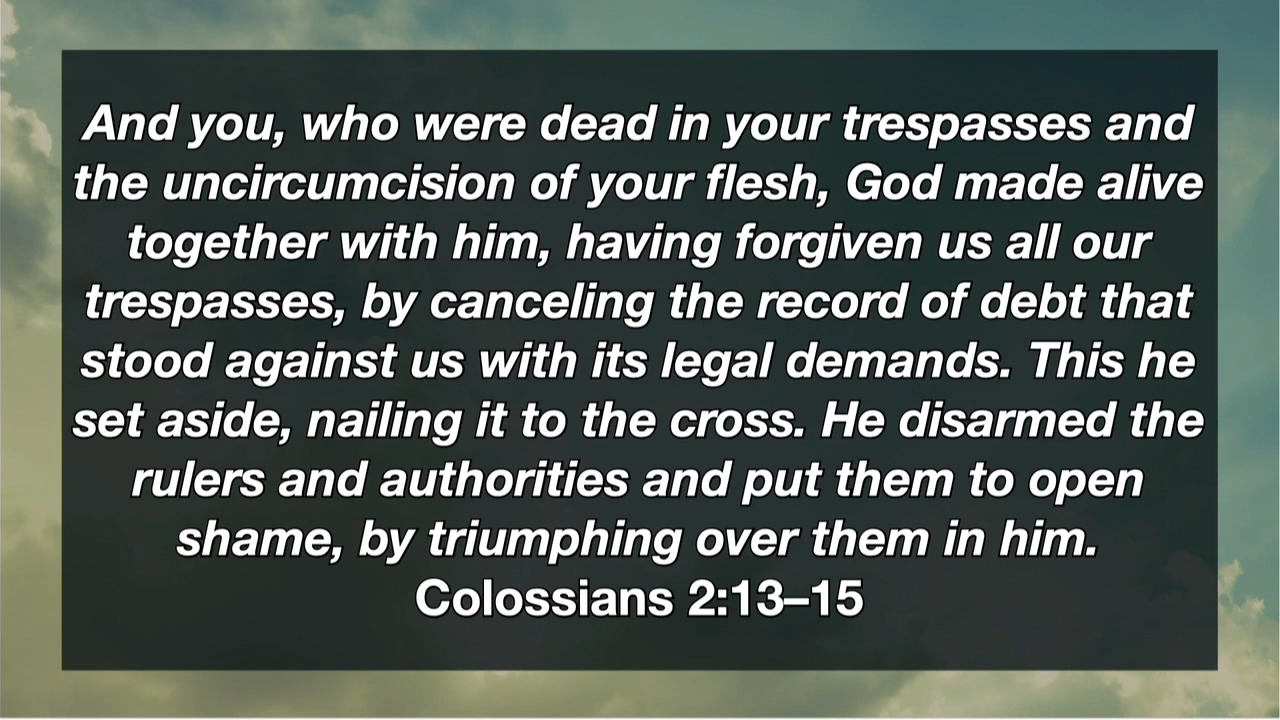 And you, who were dead in your trespasses and
the uncircumcision of your flesh, God made alive
together with him, having forgiven us all our
trespasses, by canceling the record of debt that
stood against us with its legal demands. This he
set aside, nailing it to the cross. He disarmed the
rulers and authorities and put them to open
shame, by triumphing over them in him.
Colossians 2:13–15